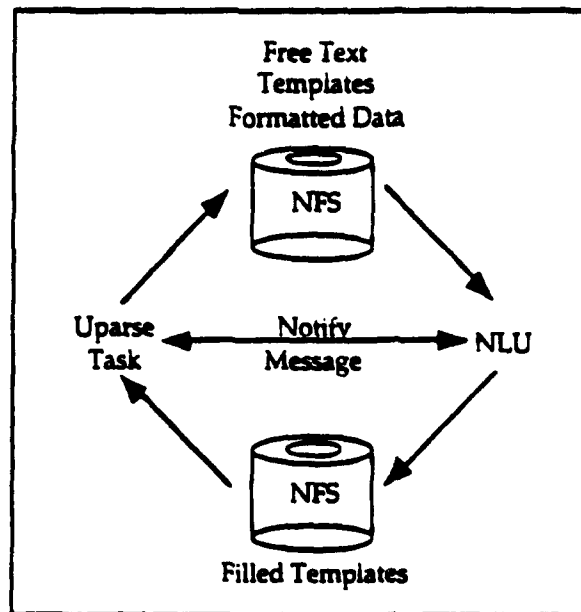 Free Text
Templates
Formatted Data
NFS
Uparse
Task
Notify
Message
NLU
NFS
Filled Templates